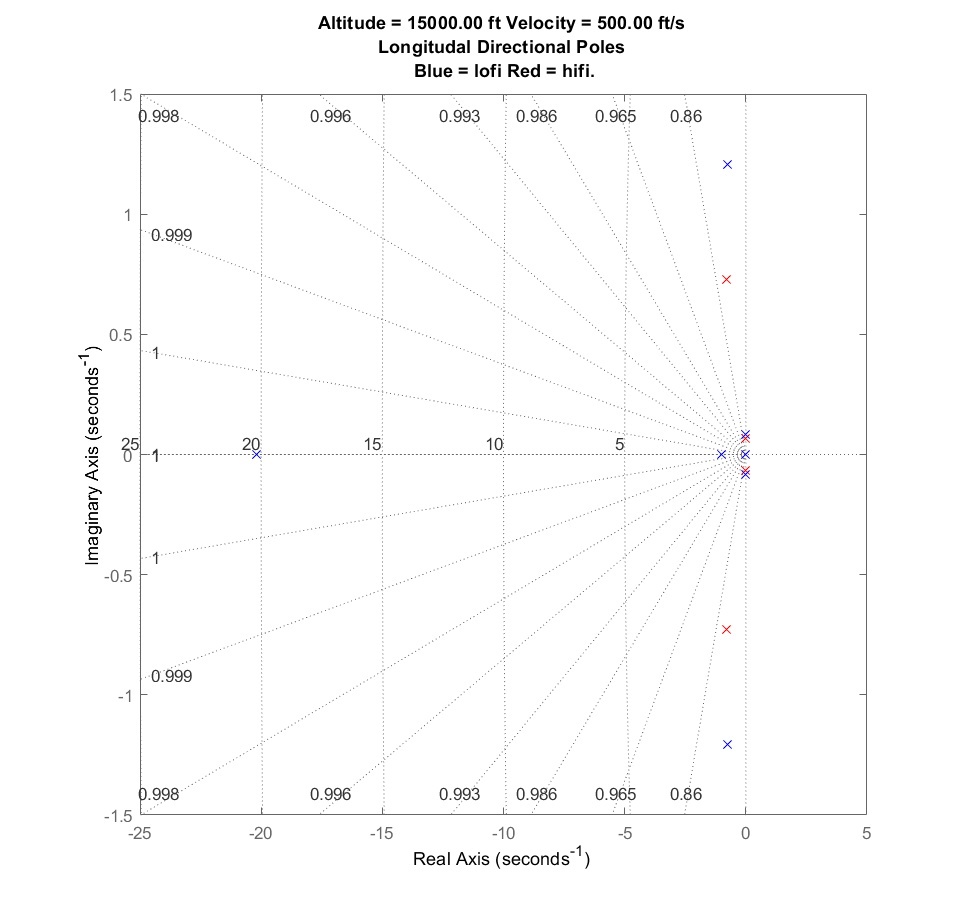 Altitude = 15000.00 ft Velocity = 500.00 ft/s
Longitudal Directional Poles
Blue = lofi Red = hifi.
1.5
0.998 0.996 0.993 0.986 0.965 0.86
1
0.999
0.5
1
25 20 15 10 5
0 1
1
-0.5
0.999
-1
0.998 0.996 0.993 0.986 0.965 0.86
-1.5
-25 -20 -15 -10 -5 0 5
Imaginary Axis (seconds-1)
Real Axis (seconds-1)